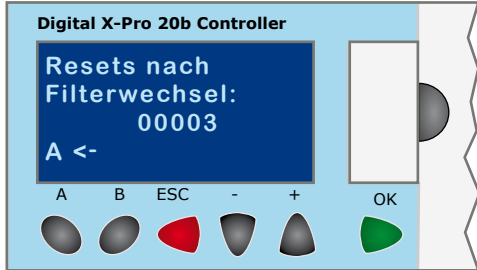 Digital X-Pro 20b Controller
Resets nach
Filterwechsel:
00003
A <-
A B ESC - + OK